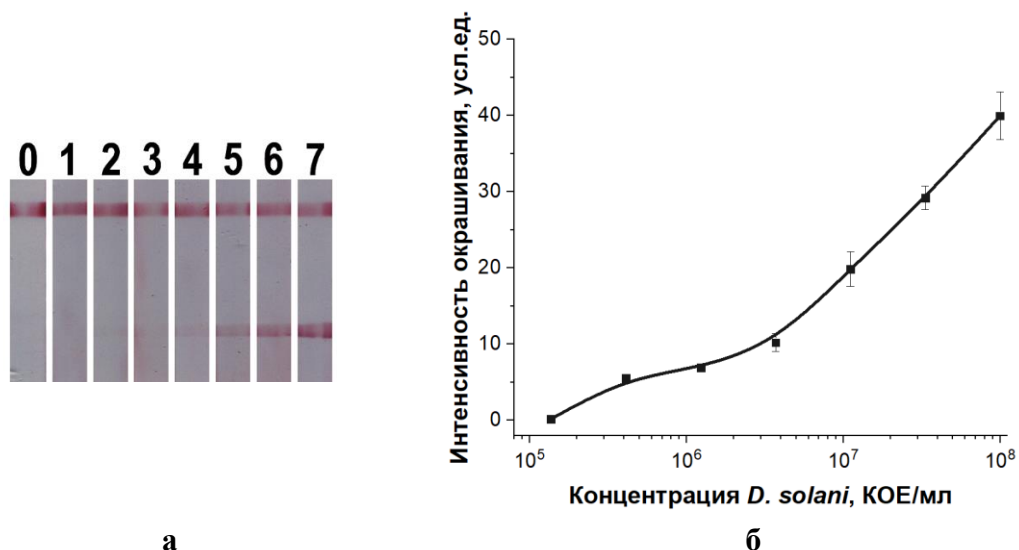 0 1 2 3 4 5 6 7
Интенсивность окрашивания, усл.ед.
50
40
30
20
10
0
10⁵ 10⁶ 10⁷ 10⁸
Концентрация D. solani, КОЕ/мл
а б